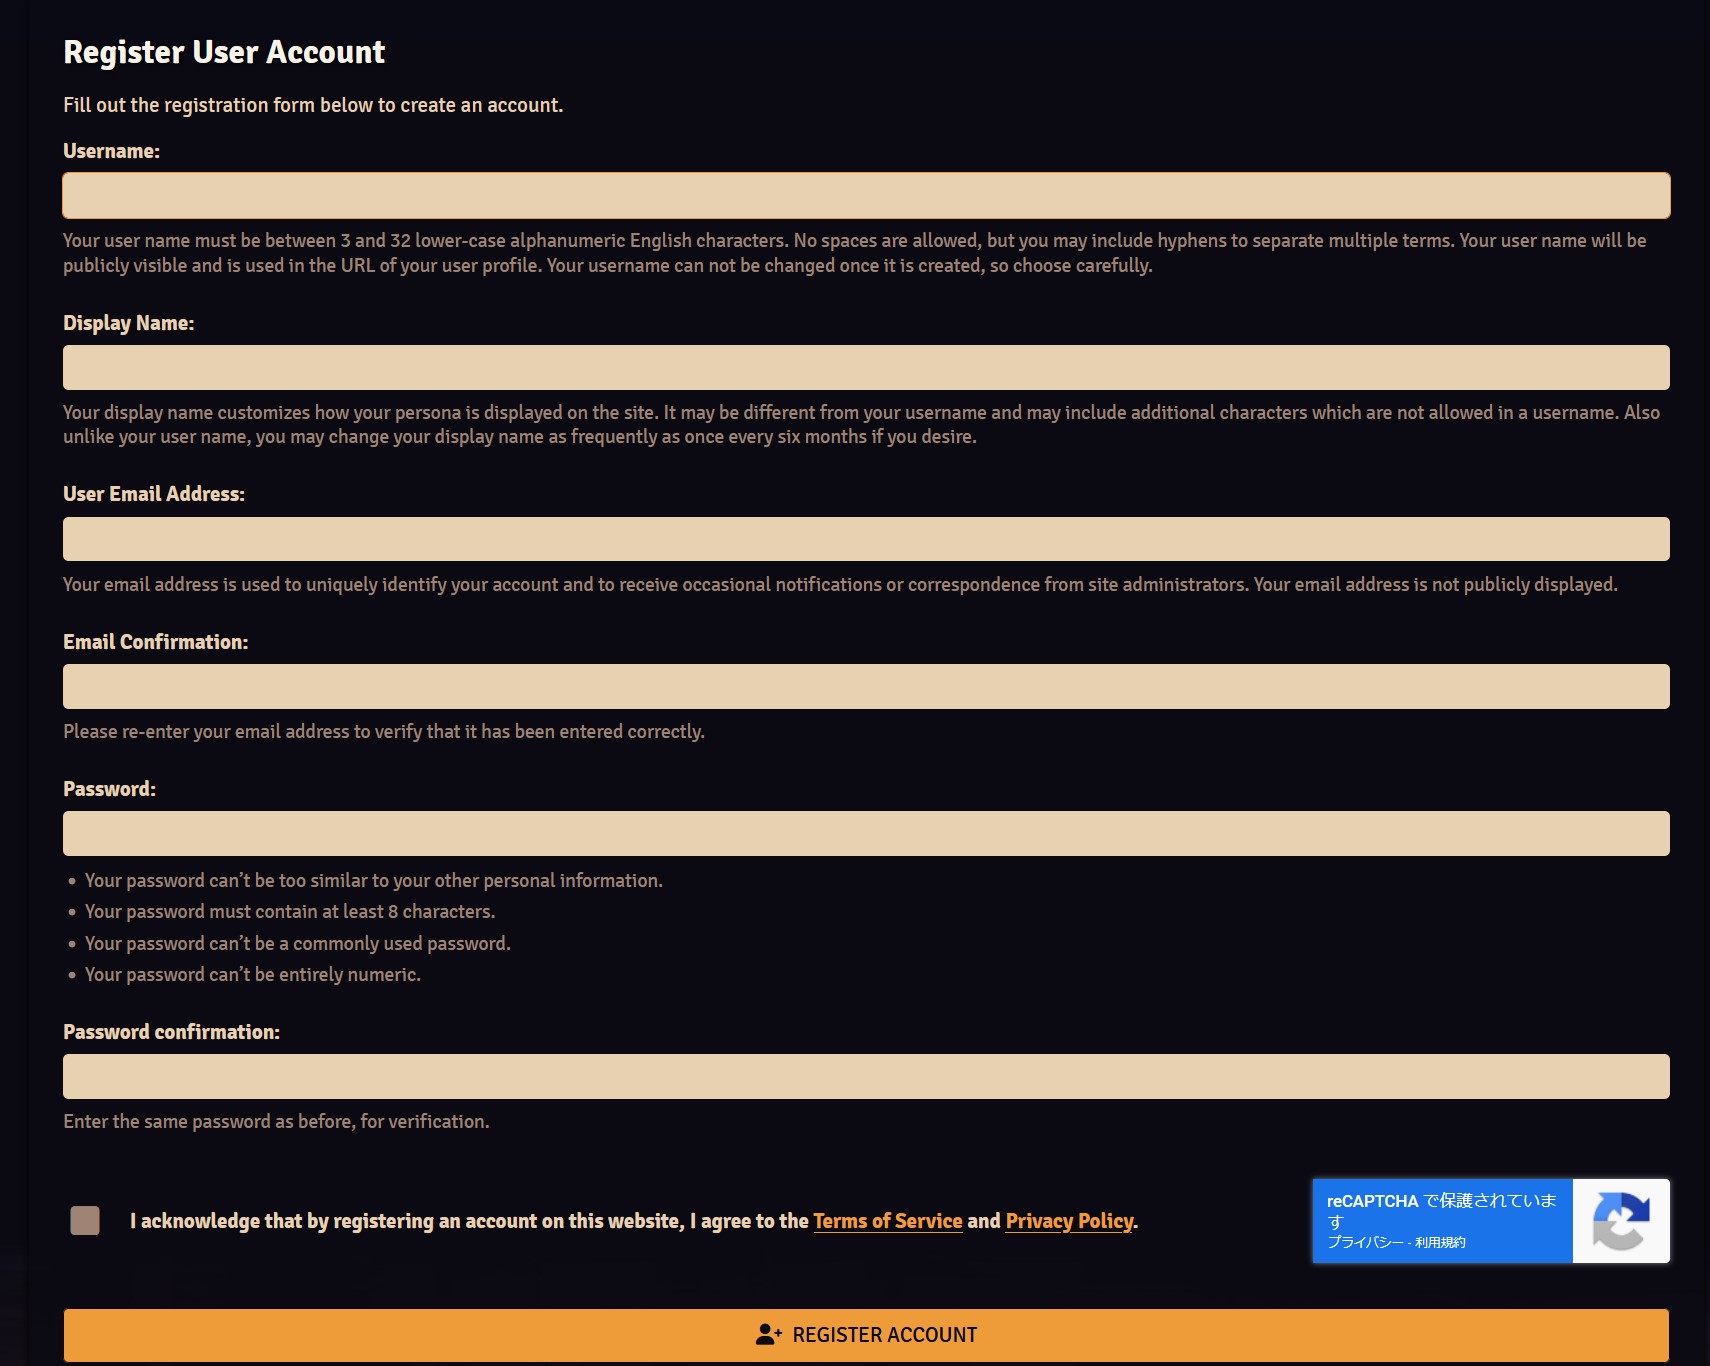 Register User Account
Fill out the registration form below to create an account.
Username:
Your user name must be between 3 and 32 lower-case alphanumeric English characters. No spaces are allowed, but you may include hyphens to separate multiple terms. Your user name will be
publicly visible and is used in the URL of your user profile. Your username can not be changed once it is created, so choose carefully.
Display Name:
Your display name customizes how your persona is displayed on the site. It may be different from your username and may include additional characters which are not allowed in a username. Also
unlike your user name, you may change your display name as frequently as once every six months if you desire.
User Email Address:
Your email address is used to uniquely identify your account and to receive occasional notifications or correspondence from site administrators. Your email address is not publicly displayed.
Email Confirmation:
Please re-enter your email address to verify that it has been entered correctly.
Password:
• Your password can’t be too similar to your other personal information.
• Your password must contain at least 8 characters.
• Your password can’t be a commonly used password.
• Your password can’t be entirely numeric.
Password confirmation:
Enter the same password as before, for verification.
I acknowledge that by registering an account on this website, I agree to the Terms of Service and Privacy Policy.
reCAPTCHA で保護されていま
す
プライバシー - 利用規約
REGISTER ACCOUNT